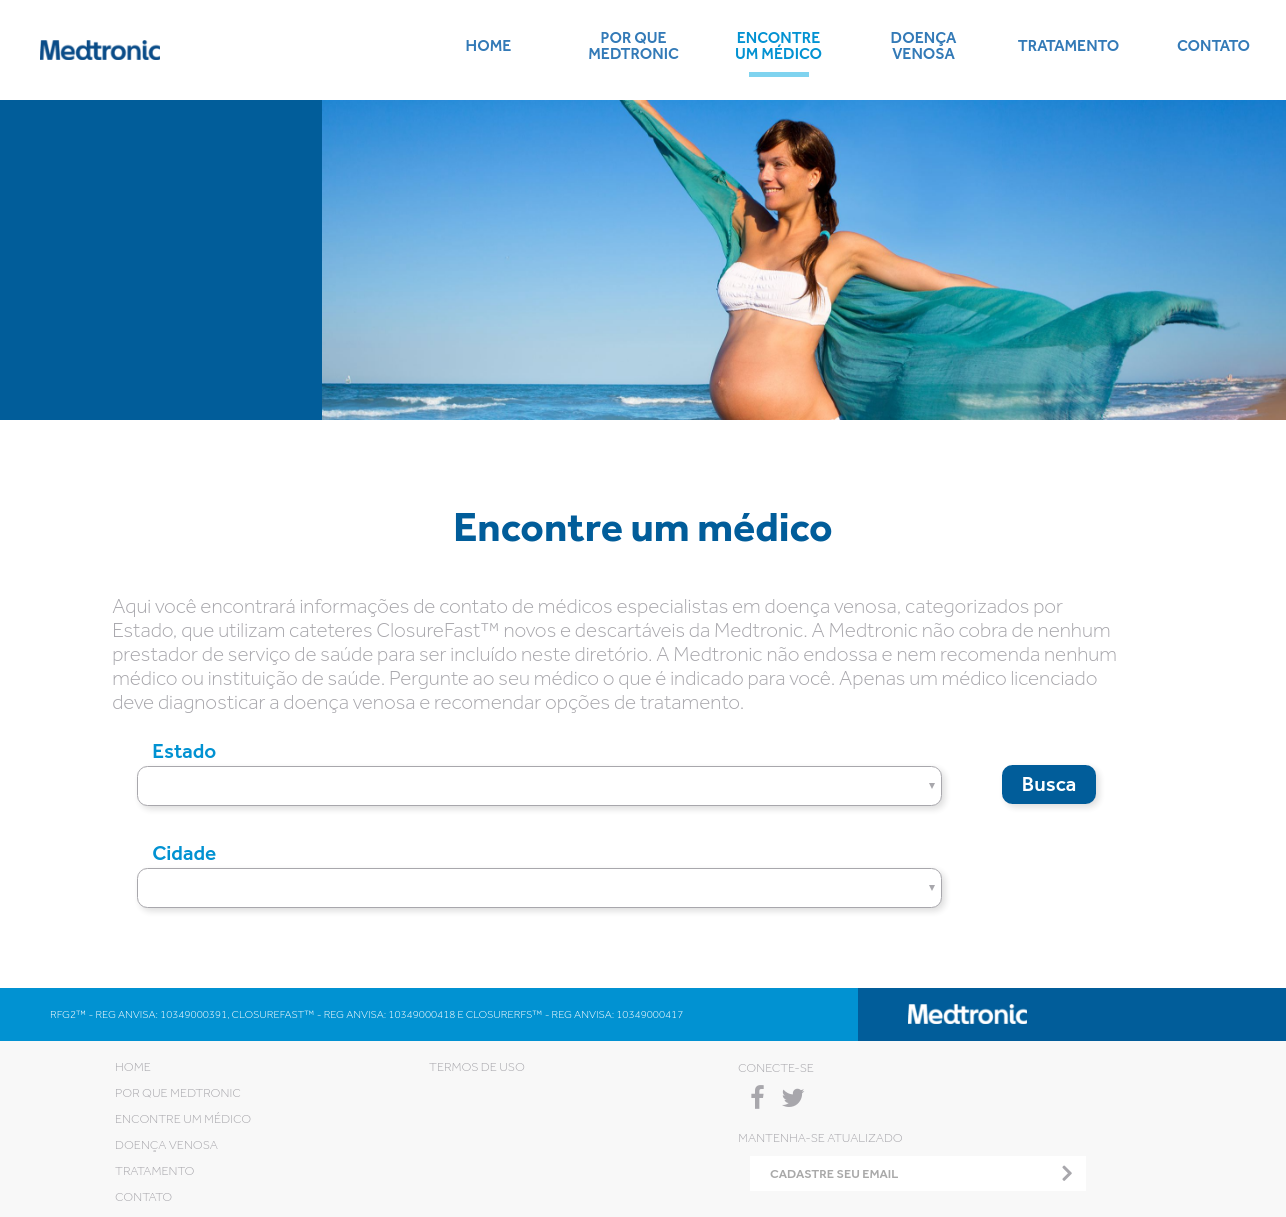 Medtronic
HOME
POR QUE
MEDTRONIC
ENCONTRE
UM MÉDICO
DOENÇA
VENOSA
TRATAMENTO
CONTATO
Encontre um médico
Aqui você encontrará informações de contato de médicos especialistas em doença venosa, categorizados por
Estado, que utilizam cateteres ClosureFast™ novos e descartáveis da Medtronic. A Medtronic não cobra de nenhum
prestador de serviço de saúde para ser incluído neste diretório. A Medtronic não endossa e nem recomenda nenhum
médico ou instituição de saúde. Pergunte ao seu médico o que é indicado para você. Apenas um médico licenciado
deve diagnosticar a doença venosa e recomendar opções de tratamento.
Estado
Busca
Cidade
RFG2™ - REG ANVISA: 10349000391, CLOSUREFAST™ - REG ANVISA: 10349000418 E CLOSURERFS™ - REG ANVISA: 10349000417
Medtronic
HOME
POR QUE MEDTRONIC
ENCONTRE UM MÉDICO
DOENÇA VENOSA
TRATAMENTO
CONTATO
TERMOS DE USO
CONECTE-SE
MANTENHA-SE ATUALIZADO
CADASTRE SEU EMAIL